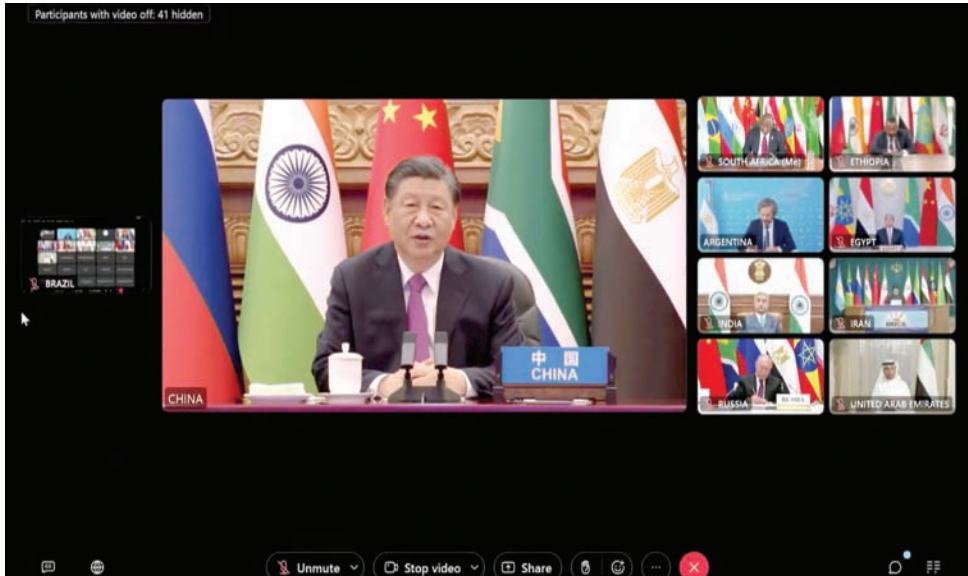 Participants with video off: 41 hidden
BRAZIL
中 国
CHINA
CHINA
SOUTH AFRICA (Me)
ETHIOPIA
ARGENTINA
EGYPT
INDIA
IRAN
RUSSIA
RUSSIA
UNITED ARAB EMIRATES
Unmute
Stop video
Share